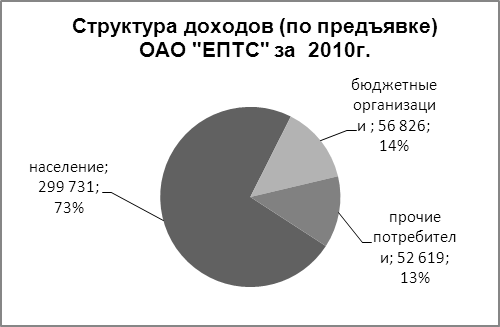 Структура доходов (по предъявке)
ОАО "ЕПТС" за 2010г.
бюджетные
организаци
и ; 56 826;
14%
население;
299 731;
73%
прочие
потребител
и; 52 619;
13%